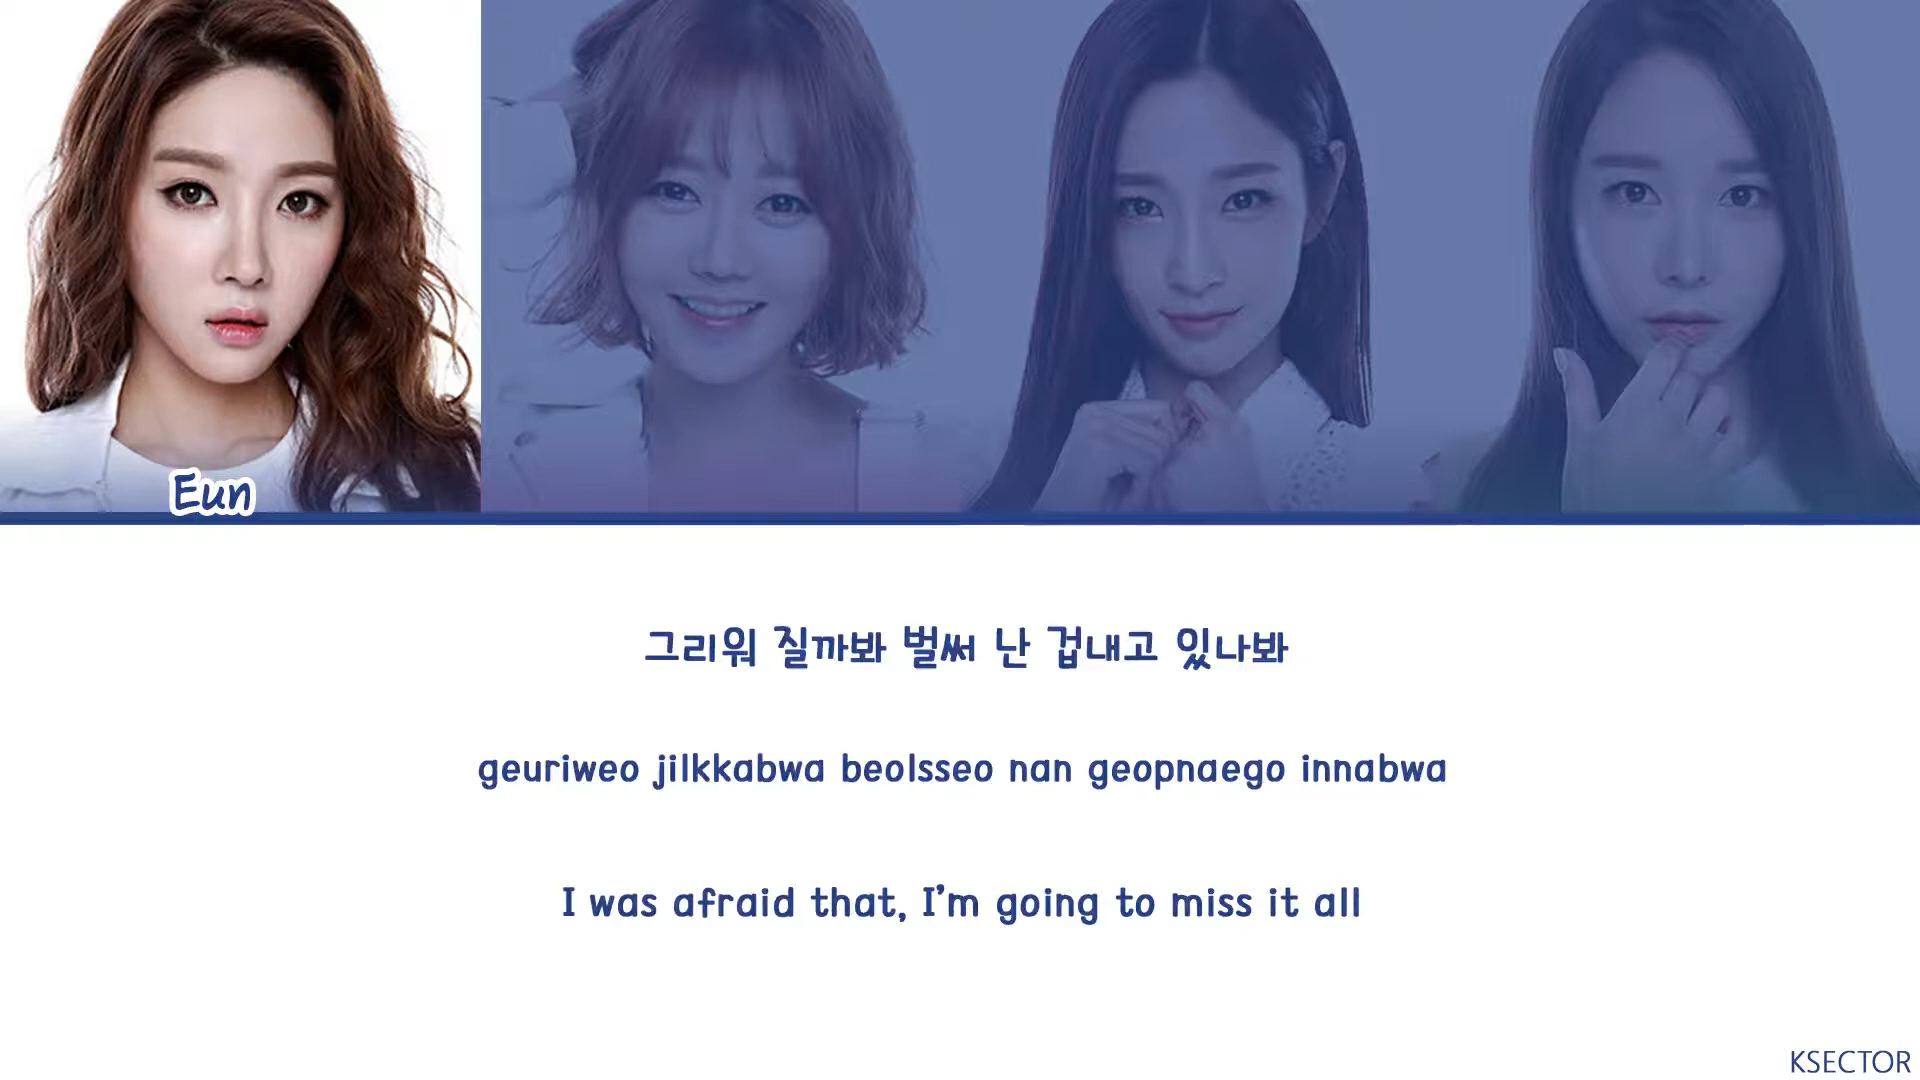 Eun
그리워 질까봐 벌써 난 겁내고 있나봐
geuriweo jilkkabwa beolsseo nan geopnaego innabwa
I was afraid that, I'm going to miss it all
KSECTOR